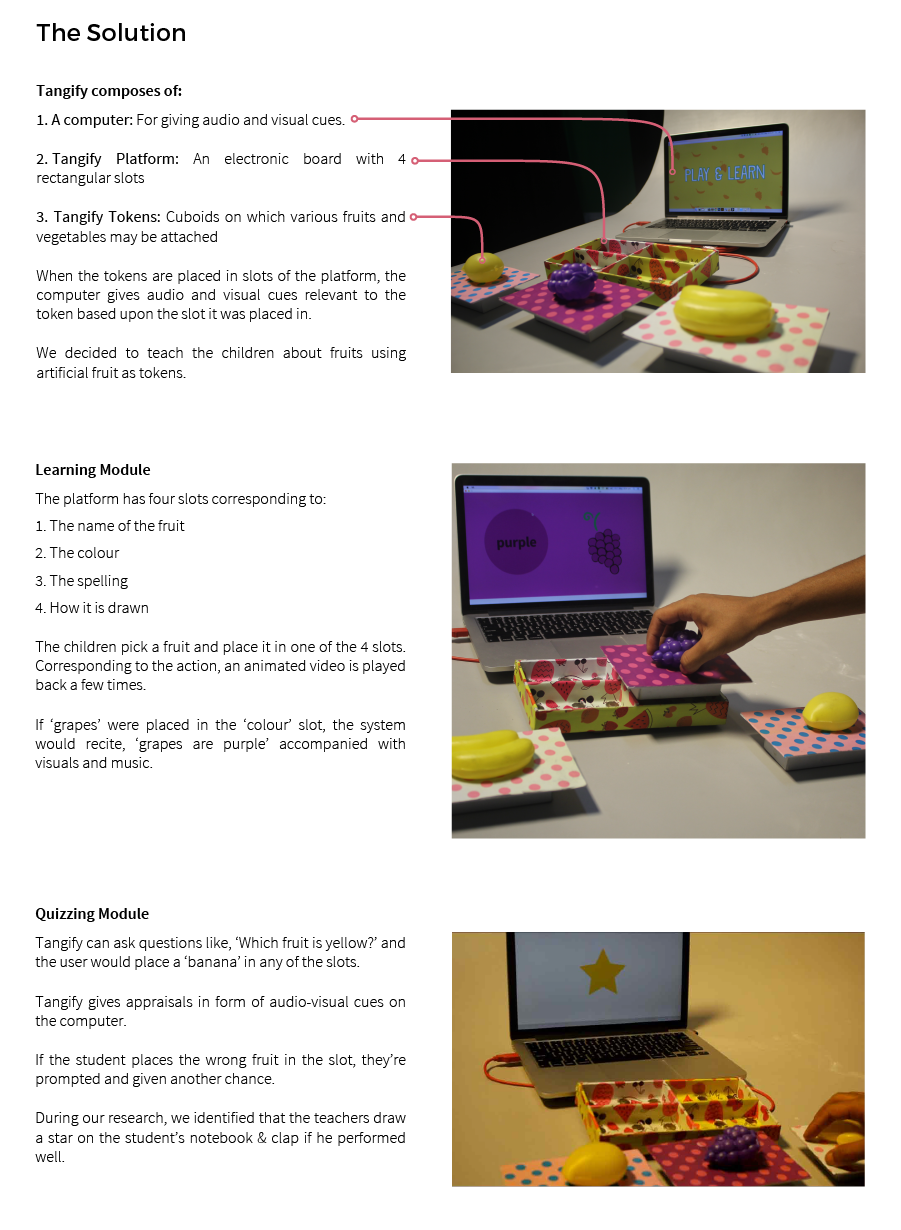 The Solution
Tangify composes of:
1. A computer: For giving audio and visual cues.
2. Tangify Platform: An electronic board with 4
rectangular slots
3. Tangify Tokens: Cuboids on which various fruits and
vegetables may be attached
When the tokens are placed in slots of the platform, the
computer gives audio and visual cues relevant to the
token based upon the slot it was placed in.
We decided to teach the children about fruits using
artificial fruit as tokens.
PLAY & LEARN
Learning Module
The platform has four slots corresponding to:
1. The name of the fruit
2. The colour
3. The spelling
4. How it is drawn
The children pick a fruit and place it in one of the 4 slots.
Corresponding to the action, an animated video is played
back a few times.
If ‘grapes’ were placed in the ‘colour’ slot, the system
would recite, ‘grapes are purple’ accompanied with
visuals and music.
purple
Quizzing Module
Tangify can ask questions like, ‘Which fruit is yellow?’ and
the user would place a ‘banana’ in any of the slots.
Tangify gives appraisals in form of audio-visual cues on
the computer.
If the student places the wrong fruit in the slot, they’re
prompted and given another chance.
During our research, we identified that the teachers draw
a star on the student’s notebook & clap if he performed
well.